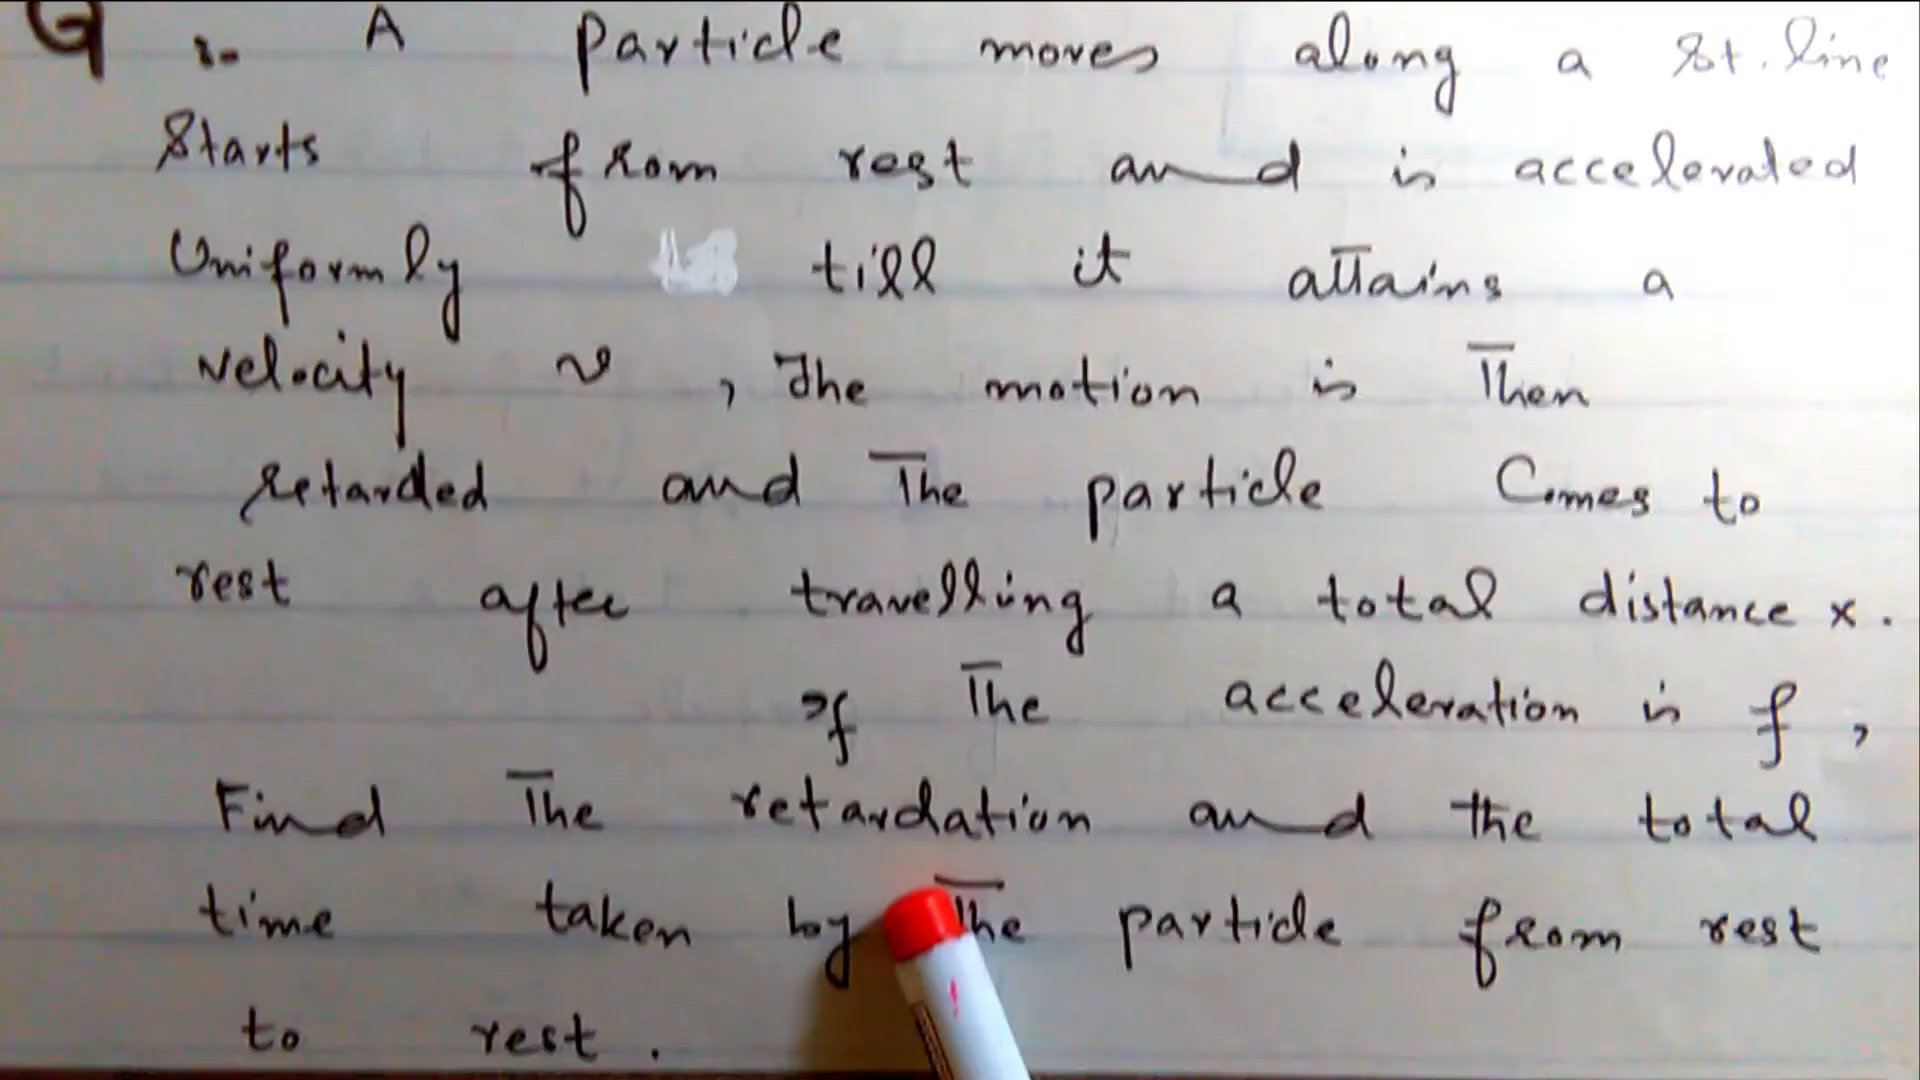 Q :- A particle moves along a st. line
starts from rest and is accelerated
Uniformly till it attains a
velocity v , The motion is Then
retarded and The particle Comes to
rest after travelling a total distance x.
If The acceleration is f ,
Find The retardation and the total
time taken by The particle from rest
to rest .